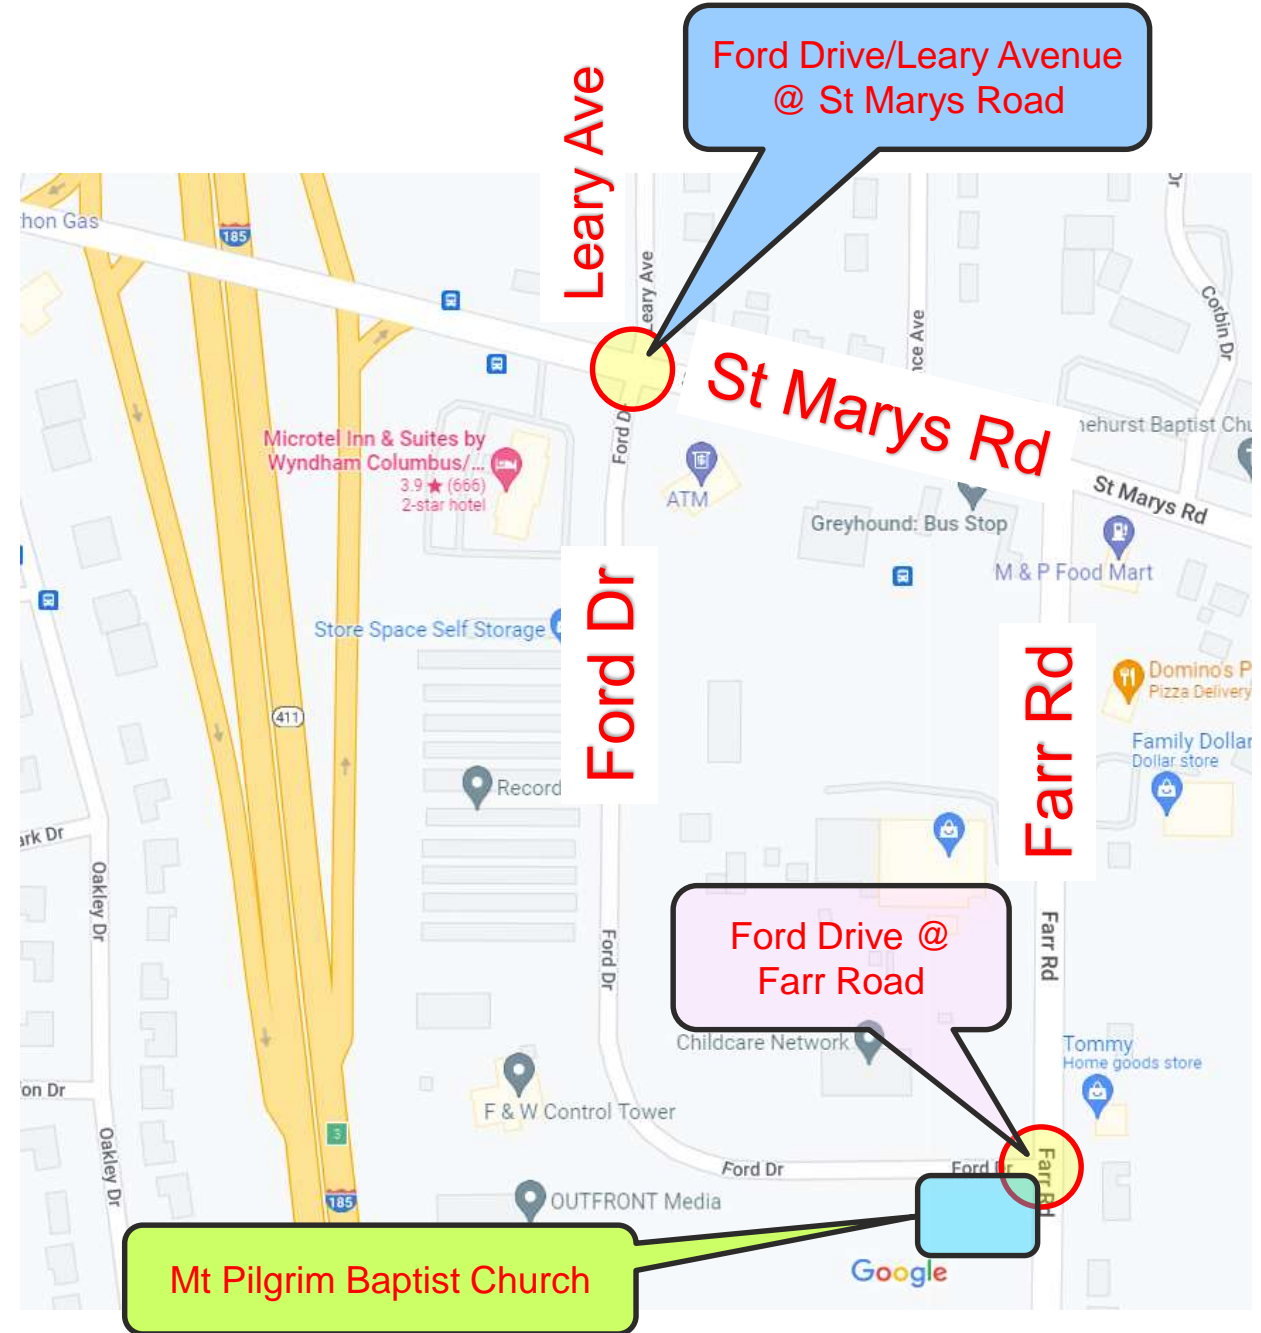 Ford Drive/Leary Avenue
@ St Marys Road
Leary Ave
hon Gas
185
Leary Ave
nce Ave
Corbin Dr
St Marys Rd
nehurst Baptist Chu
Microtel Inn & Suites by
Wyndham Columbus/...
3.9 ★ (666)
2-star hotel
Ford Dr
ATM
St Marys Rd
Greyhound: Bus Stop
M & P Food Mart
Ford Dr
Store Space Self Storage
Farr Rd
Domino's P
Pizza Delivery
411
Family Dollar
Dollar store
Record
ark Dr
Oakley Dr
Ford Drive @
Farr Road
Farr Rd
Ford Dr
Childcare Network
Tommy
Home goods store
on Dr
F & W Control Tower
3
Oakley Dr
Ford Dr
Ford Dr
Farr Rd
185
OUTFRONT Media
Mt Pilgrim Baptist Church
Google